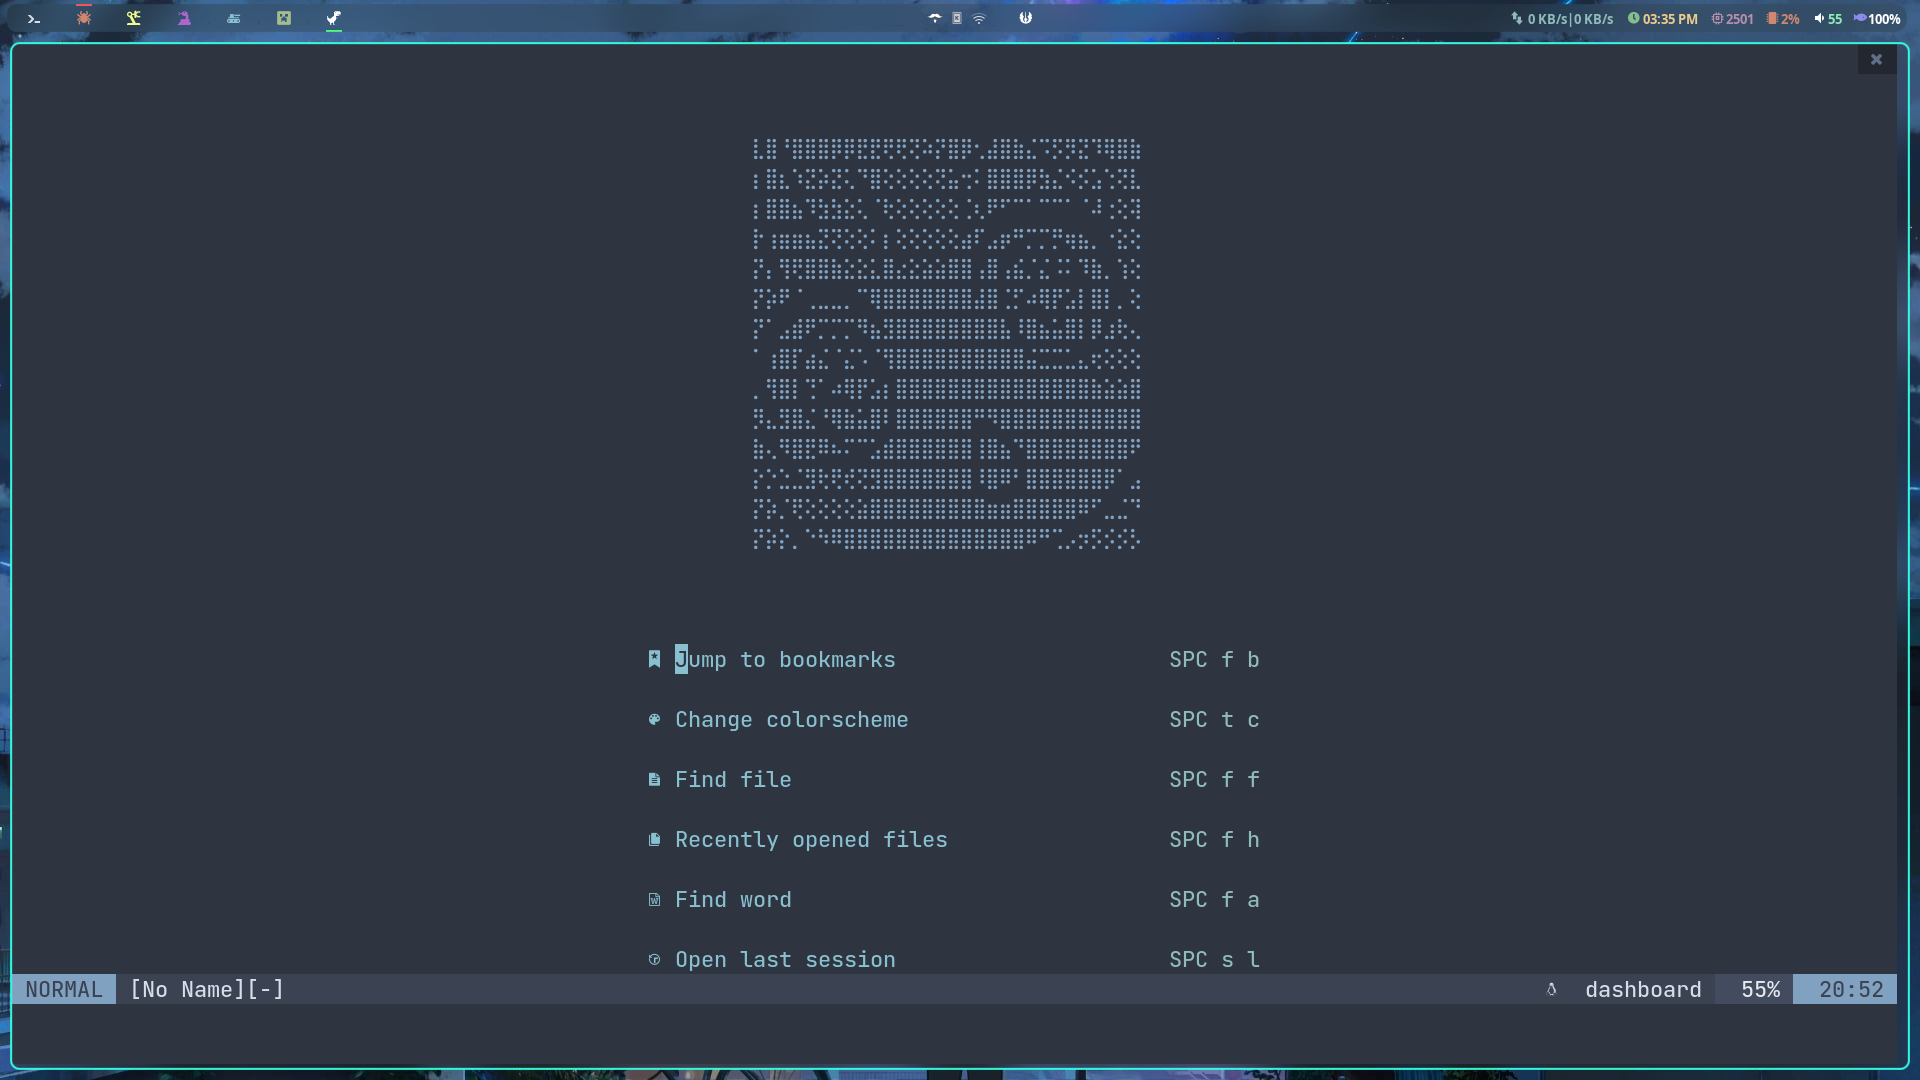 0 KB/s|0 KB/s 03:35 PM 2501 2% 55 100%
Jump to bookmarks SPC f b
Change colorscheme SPC t c
Find file SPC f f
Recently opened files SPC f h
Find word SPC f a
Open last session SPC s l
NORMAL [No Name][-] dashboard 55% 20:52